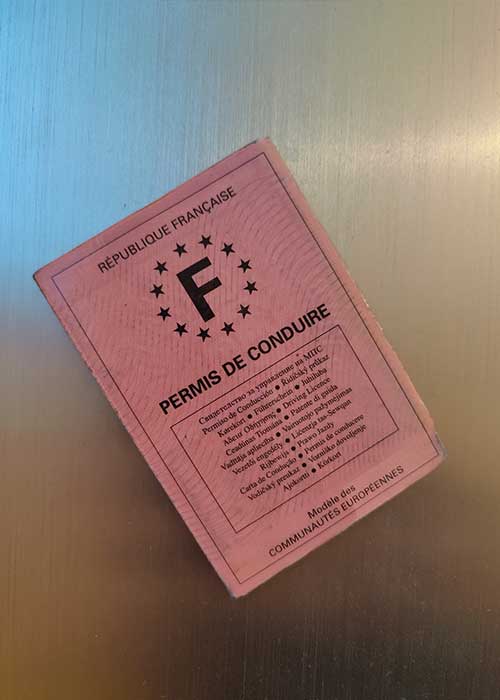 RÉPUBLIQUE FRANÇAISE
F
PERMIS DE CONDUIRE
Свидетелство за управление на МПС
Permiso de Conducción • Řidičský průkaz
Kørekort • Führerschein • Juhiluba
Άδεια Οδήγησης • Driving Licence
Ceadúnas Tiomána • Patente di guida
Vadītāja apliecība • Vairuotojo pažymėjimas
Vezetői engedély • Liċenzja tas-Sewqan
Rijbewijs • Prawo Jazdy
Carta de Condução • Permis de conducere
Vodičský preukaz • Vozniško dovoljenje
Ajokortti • Körkort
Modèle des
COMMUNAUTÉS EUROPÉENNES